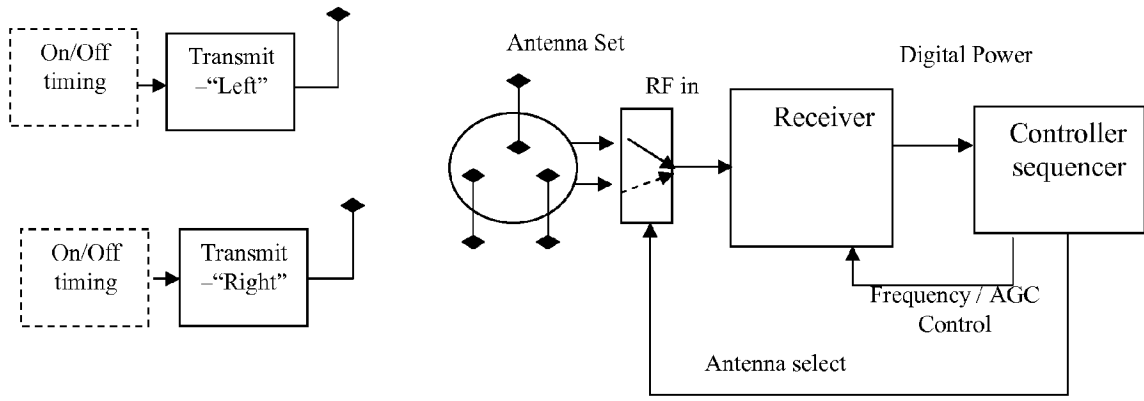 On/Off
timing
Transmit
–“Left”
On/Off
timing
Transmit
–“Right”
Antenna Set
RF in
Receiver
Digital Power
Controller
sequencer
Frequency / AGC
Control
Antenna select